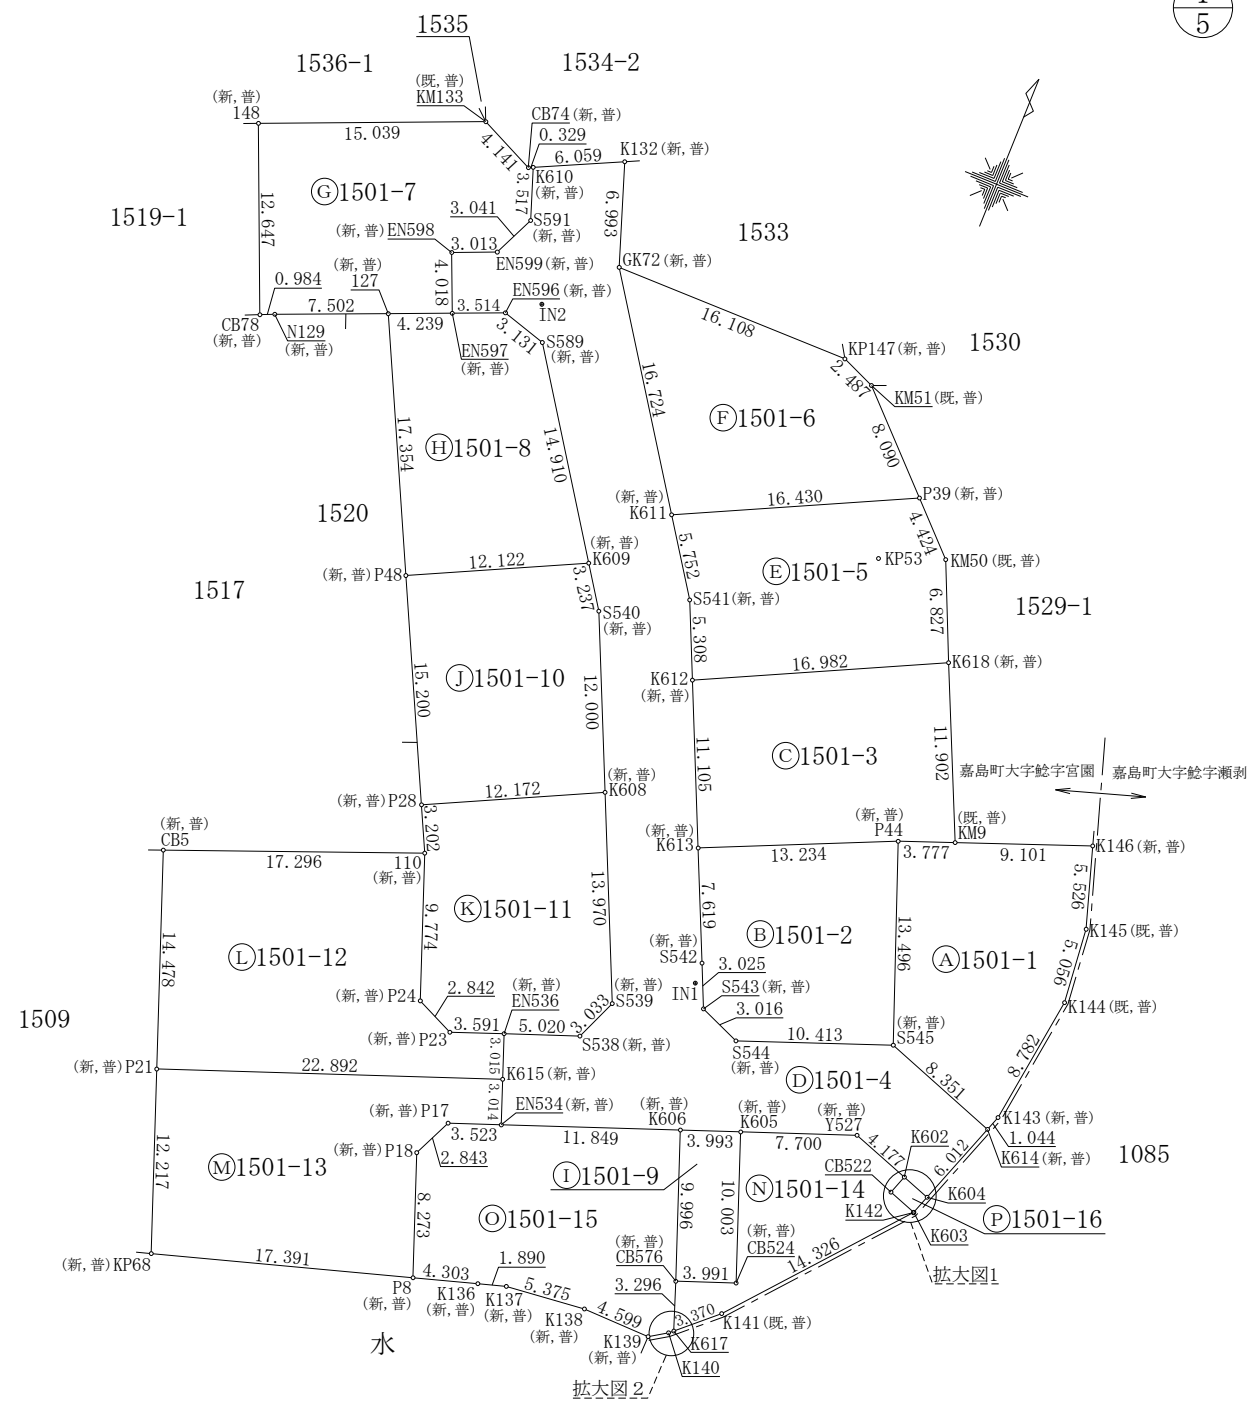 5
1535
1536-1
1534-2
(既,普)
KM133
(新,普)
148
15.039
4.141
CB74(新,普)
0.329
6.059
K132(新,普)
K610
(新,普)
3.517
6.993
Ⓖ1501-7
1519-1
12.647
3.041
S591
(新,普)
1533
(新,普)EN598
3.013
EN599(新,普)
GK72(新,普)
(新,普)
127
0.984
7.502
4.018
3.514
EN596(新,普)
IN2
16.108
CB78
(新,普)
N129
(新,普)
4.239
3.131
S589
(新,普)
EN597
(新,普)
KP147(新,普)
1530
2.487
KM51(既,普)
16.724
Ⓕ1501-6
8.090
17.354
Ⓗ1501-8
14.910
(新,普)
K611
16.430
P39(新,普)
1520
4.424
(新,普)
K609
5.752
KP53
KM50(既,普)
12.122
(新,普)P48
Ⓔ1501-5
3.237
S541(新,普)
1517
1529-1
S540
(新,普)
6.827
5.308
16.982
K618(新,普)
K612
(新,普)
15.200
Ⓙ1501-10
12.000
11.105
Ⓒ1501-3
11.902
嘉島町大字鯰字宮園
嘉島町大字鯰字瀬剥
(新,普)
K608
12.172
(新,普)P28
3.202
(新,普)
CB5
(新,普)
K613
(新,普)
P44
(既,普)
KM9
13.234
3.777
9.101
K146(新,普)
17.296
110
(新,普)
13.970
7.619
5.526
Ⓚ1501-11
9.774
Ⓑ1501-2
13.496
K145(既,普)
14.478
Ⓛ1501-12
(新,普)
S542
3.025
Ⓐ1501-1
5.056
IN1
S543(新,普)
(新,普)P24
2.842
(新,普)
EN536
(新,普)
S539
3.033
3.016
K144(既,普)
1509
(新,普)P23
3.591
5.020
S538(新,普)
10.413
(新,普)
S545
S544
(新,普)
3.015
8.782
(新,普)P21
22.892
K615(新,普)
Ⓓ1501-4
8.351
3.014
(新,普)P17
EN534(新,普)
K606
(新,普)
K605
(新,普)
Y527
K143(新,普)
3.523
11.849
3.993
7.700
1.044
(新,普)P18
2.843
4.177
K602
K614(新,普)
1085
12.217
Ⓜ1501-13
Ⓘ1501-9
CB522
6.012
Ⓝ1501-14
K604
8.273
Ⓞ1501-15
9.996
10.003
K142
Ⓟ1501-16
K603
(新,普)
CB576
(新,普)
CB524
14.326
(新,普)KP68
17.391
1.890
3.991
拡大図1
4.303
3.296
P8
(新,普)
K136
(新,普)
K137
(新,普)
5.375
K138
(新,普)
4.599
3.370
K141(既,普)
K139
(新,普)
K617
水
K140
拡大図2